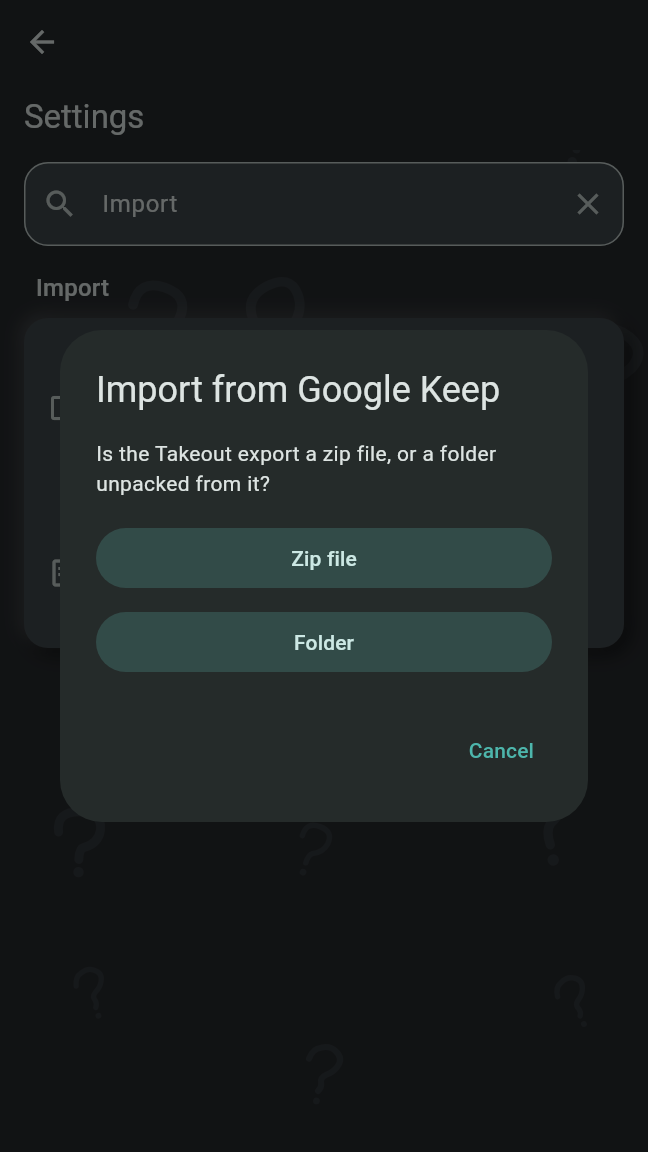 Settings
Import
Import
Import from Google Keep
Is the Takeout export a zip file, or a folder
unpacked from it?
Zip file
Folder
Cancel